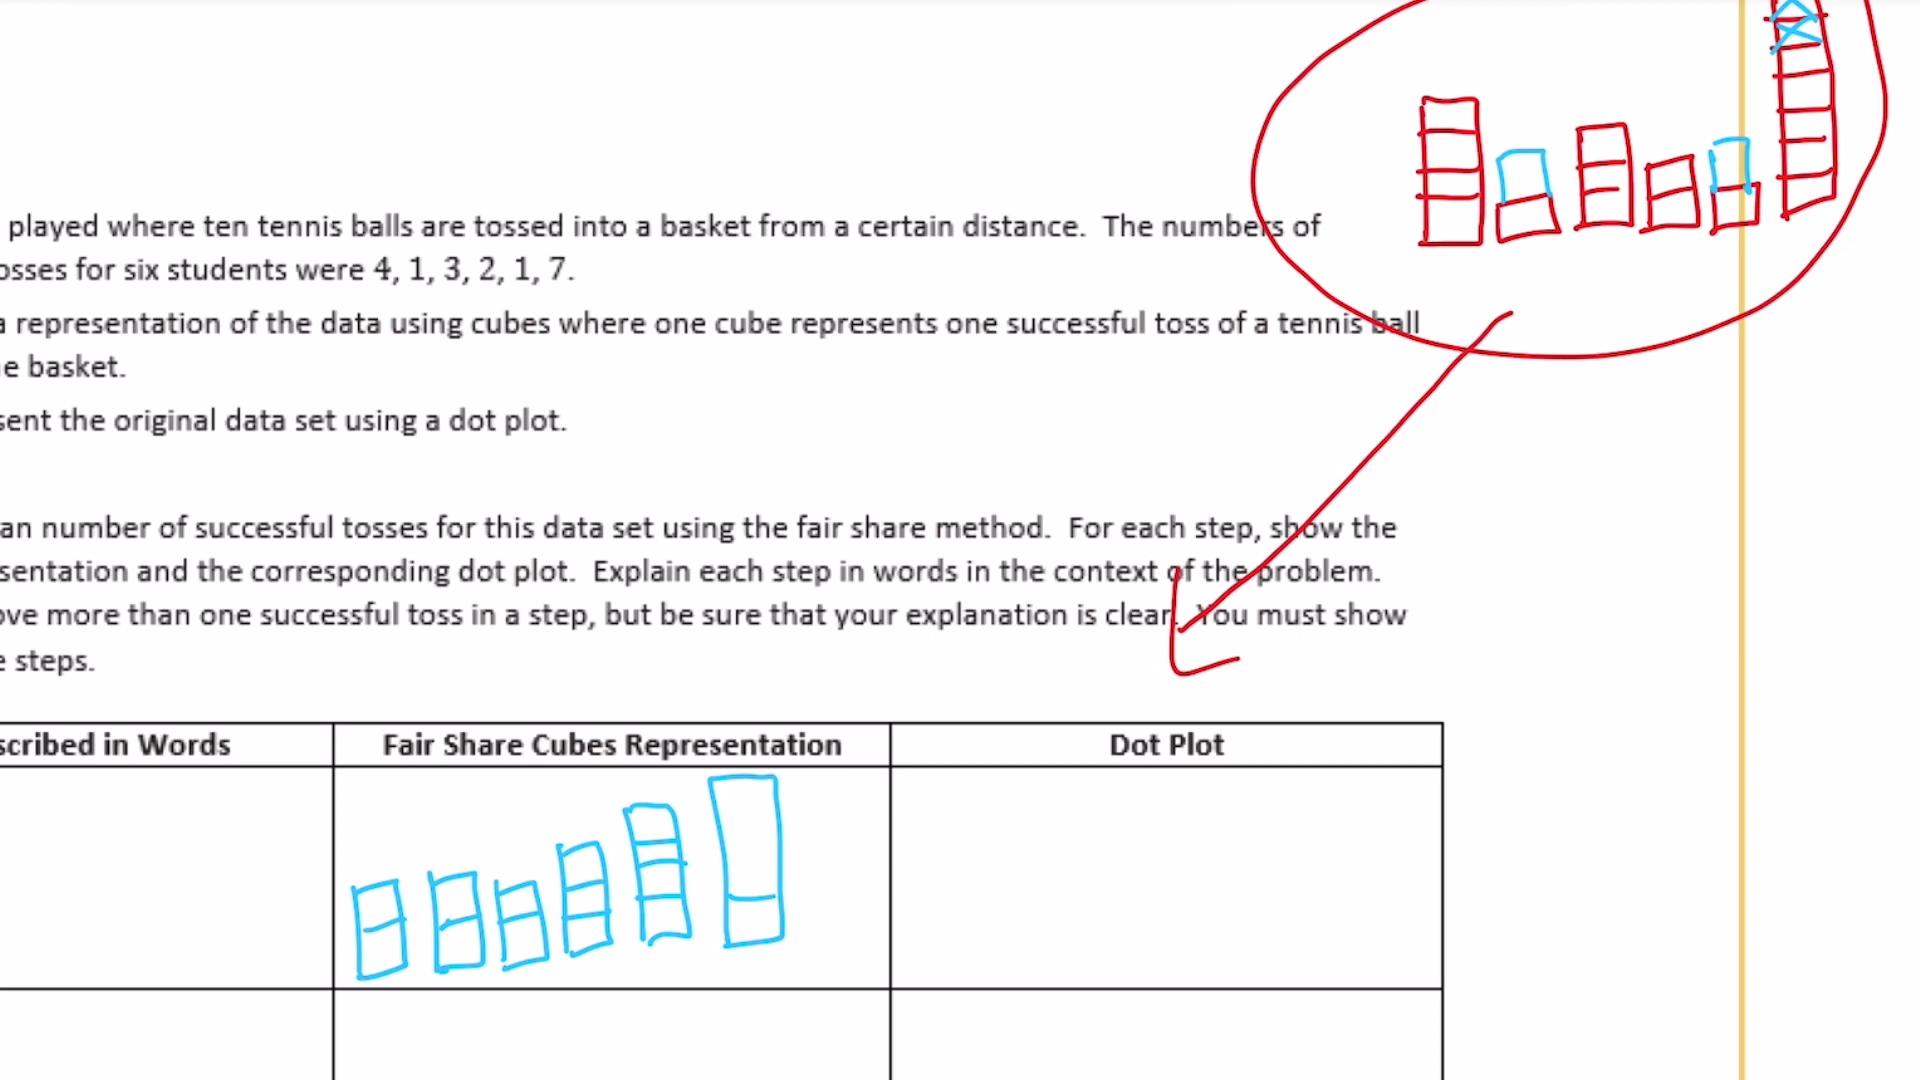 played where ten tennis balls are tossed into a basket from a certain distance. The numbers of
osses for six students were 4, 1, 3, 2, 1, 7.
a representation of the data using cubes where one cube represents one successful toss of a tennis ball
e basket.
sent the original data set using a dot plot.
an number of successful tosses for this data set using the fair share method. For each step, show the
sentation and the corresponding dot plot. Explain each step in words in the context of the problem.
ove more than one successful toss in a step, but be sure that your explanation is clear. You must show
e steps.
scribed in Words
Fair Share Cubes Representation
Dot Plot